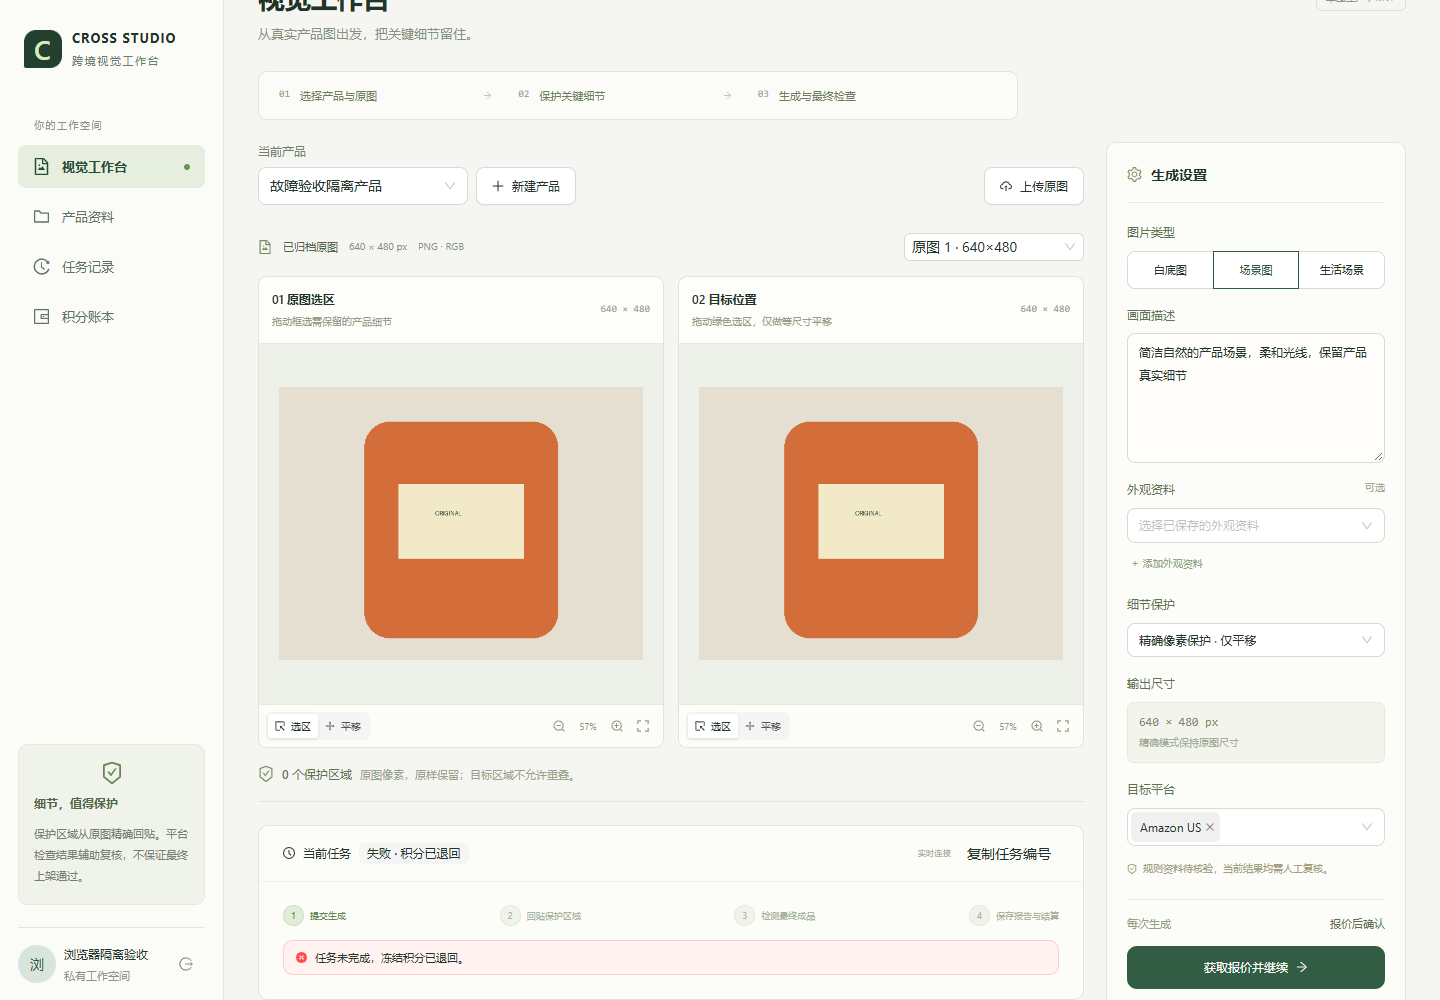 C
CROSS STUDIO
跨境视觉工作台
你的工作空间
视觉工作台
产品资料
任务记录
积分账本
细节，值得保护
保护区域从原图精确回贴。平台
检查结果辅助复核，不保证最终
上架通过。
浏
浏览器隔离验收
私有工作空间
视觉工作台
从真实产品图出发，把关键细节留住。
01 选择产品与原图
→
02 保护关键细节
→
03 生成与最终检查
当前产品
故障验收隔离产品
新建产品
上传原图
已归档原图 640 × 480 px PNG · RGB
原图 1 · 640×480
01 原图选区
拖动框选需保留的产品细节
640 × 480
ORIGINAL
选区
平移
57%
02 目标位置
拖动绿色选区，仅做等尺寸平移
640 × 480
ORIGINAL
选区
平移
57%
0 个保护区域 原图像素，原样保留；目标区域不允许重叠。
当前任务 失败 · 积分已退回
实时连接 复制任务编号
1 提交生成
2 回贴保护区域
3 检测最终成品
4 保存报告与结算
任务未完成，冻结积分已退回。
生成设置
图片类型
白底图
场景图
生活场景
画面描述
简洁自然的产品场景，柔和光线，保留产品
真实细节
外观资料 可选
选择已保存的外观资料
+ 添加外观资料
细节保护
精确像素保护 · 仅平移
输出尺寸
640 × 480 px
精确模式保持原图尺寸
目标平台
Amazon US ×
规则资料待核验，当前结果均需人工复核。
每次生成 报价后确认
获取报价并继续 →